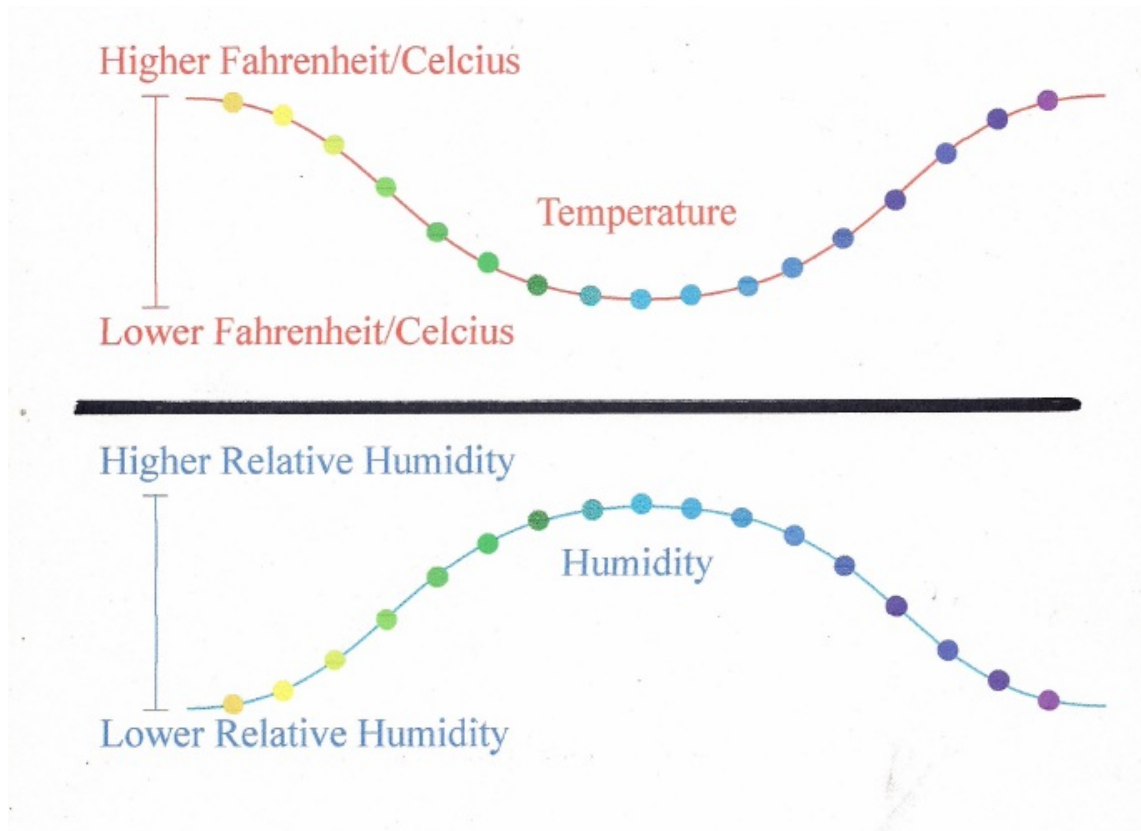 Higher Fahrenheit/Celcius
Temperature
Lower Fahrenheit/Celcius
Higher Relative Humidity
Humidity
Lower Relative Humidity